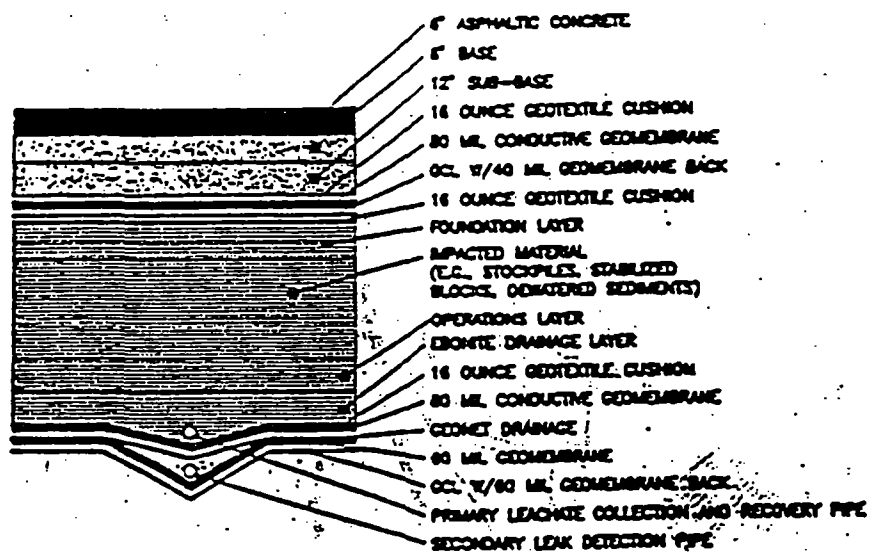 6" ASPHALTIC CONCRETE
8" BASE
12" SUB-BASE
16 OUNCE GEOTEXTILE CUSHION
80 MIL CONDUCTIVE GEOMEMBRANE
GCL W/40 MIL GEOMEMBRANE BACK
16 OUNCE GEOTEXTILE CUSHION
FOUNDATION LAYER
IMPACTED MATERIAL
(E.G., STOCKPILES, STABILIZED
BLOCKS, DEWATERED SEDIMENTS)
OPERATIONS LAYER
EBONITE DRAINAGE LAYER
16 OUNCE GEOTEXTILE CUSHION
80 MIL CONDUCTIVE GEOMEMBRANE
GEONET DRAINAGE
60 MIL GEOMEMBRANE
GCL W/60 MIL GEOMEMBRANE BACK
PRIMARY LEACHATE COLLECTION AND RECOVERY PIPE
SECONDARY LEAK DETECTION PIPE